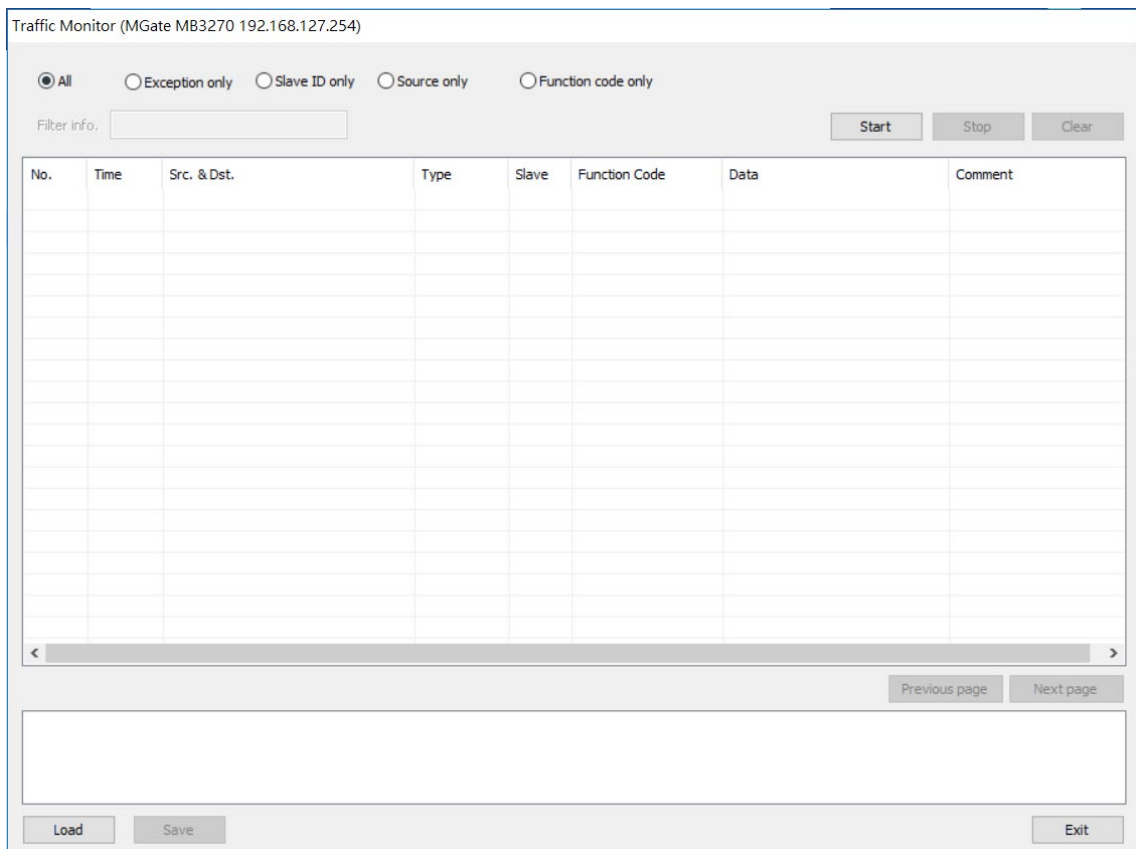 Traffic Monitor (MGate MB3270 192.168.127.254)
All Exception only Slave ID only Source only Function code only
Filter info. Start Stop Clear
No. Time Src. & Dst. Type Slave Function Code Data Comment
Previous page Next page
Load Save Exit